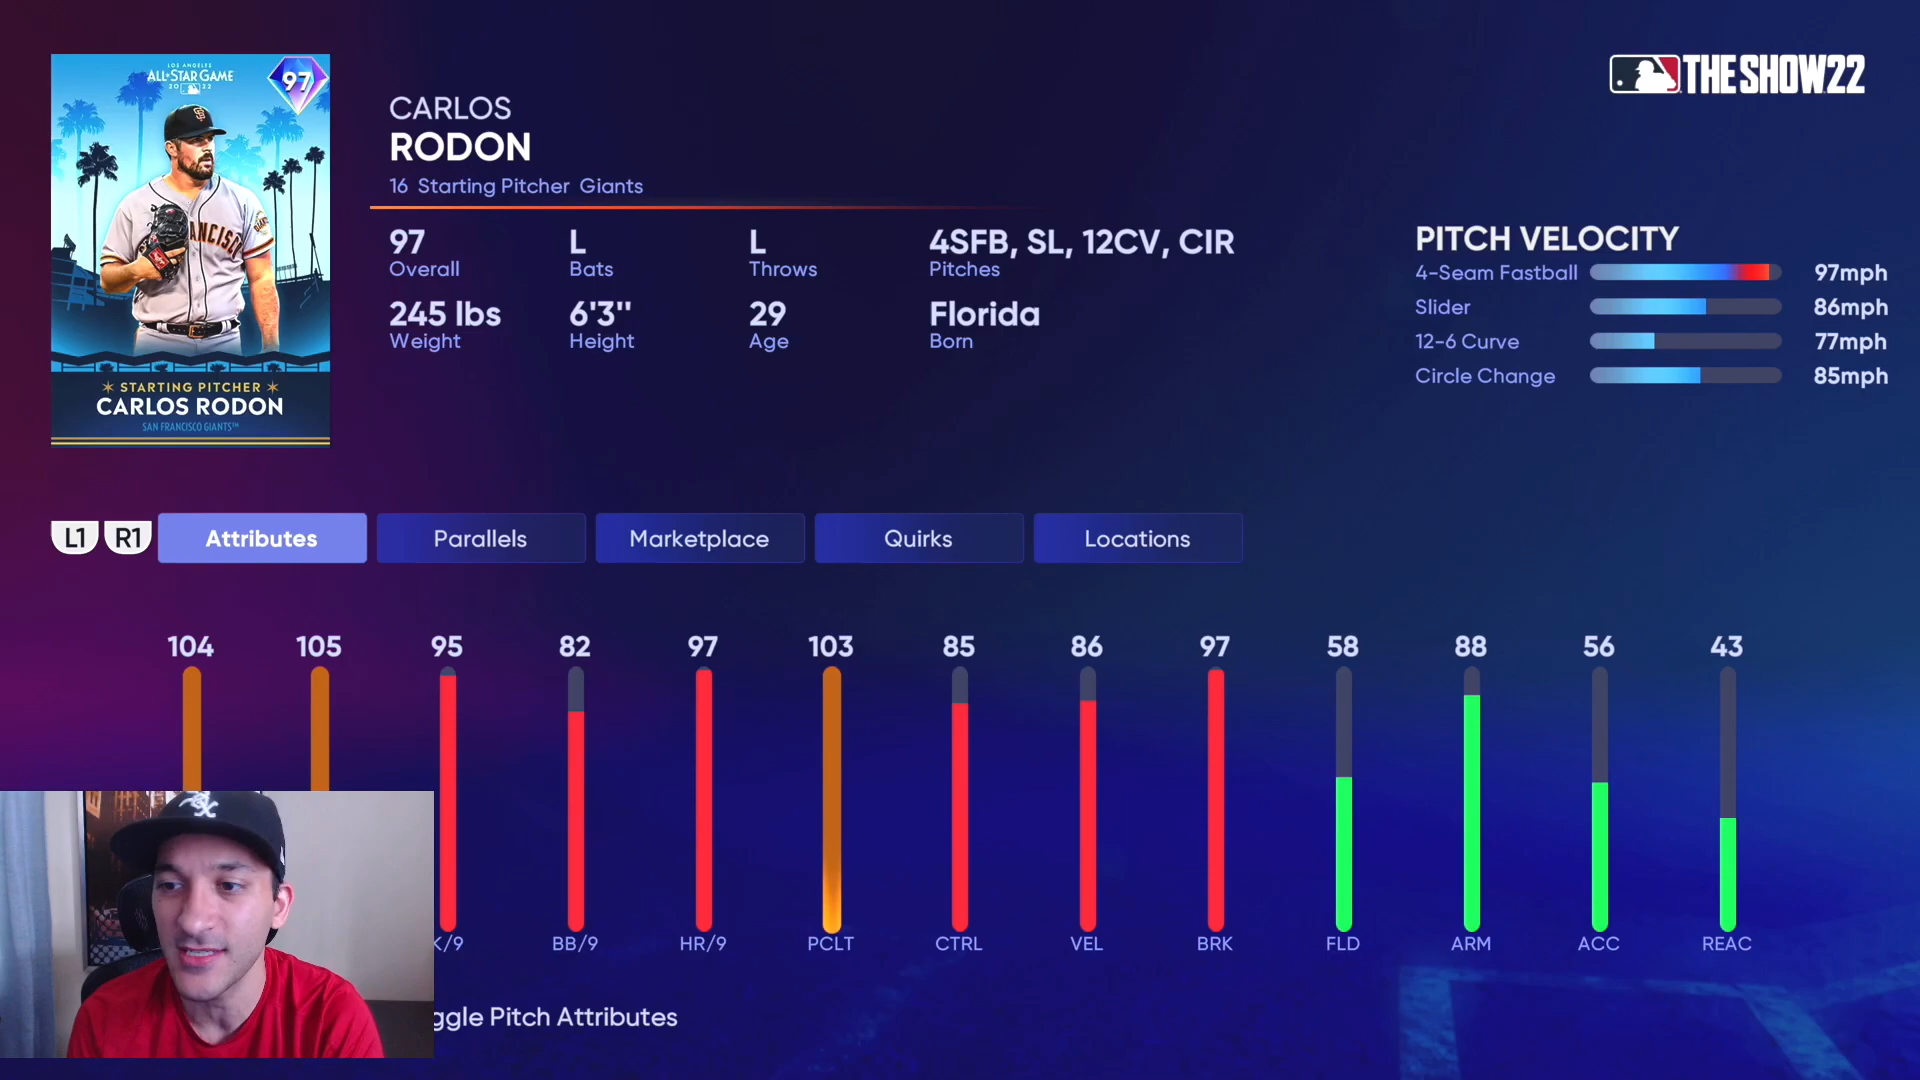 LOS ANGELES
ALL★STAR GAME
20 22
97
STARTING PITCHER
CARLOS RODON
SAN FRANCISCO GIANTS™
CARLOS
RODON
16 Starting Pitcher Giants
97
Overall
L
Bats
L
Throws
4SFB, SL, 12CV, CIR
Pitches
245 lbs
Weight
6'3"
Height
29
Age
Florida
Born
THE SHOW 22
PITCH VELOCITY
4-Seam Fastball 97mph
Slider 86mph
12-6 Curve 77mph
Circle Change 85mph
L1 R1 Attributes Parallels Marketplace Quirks Locations
104 105 95 82 97 103 85 86 97 58 88 56 43
K/9 BB/9 HR/9 PCLT CTRL VEL BRK FLD ARM ACC REAC
ggle Pitch Attributes